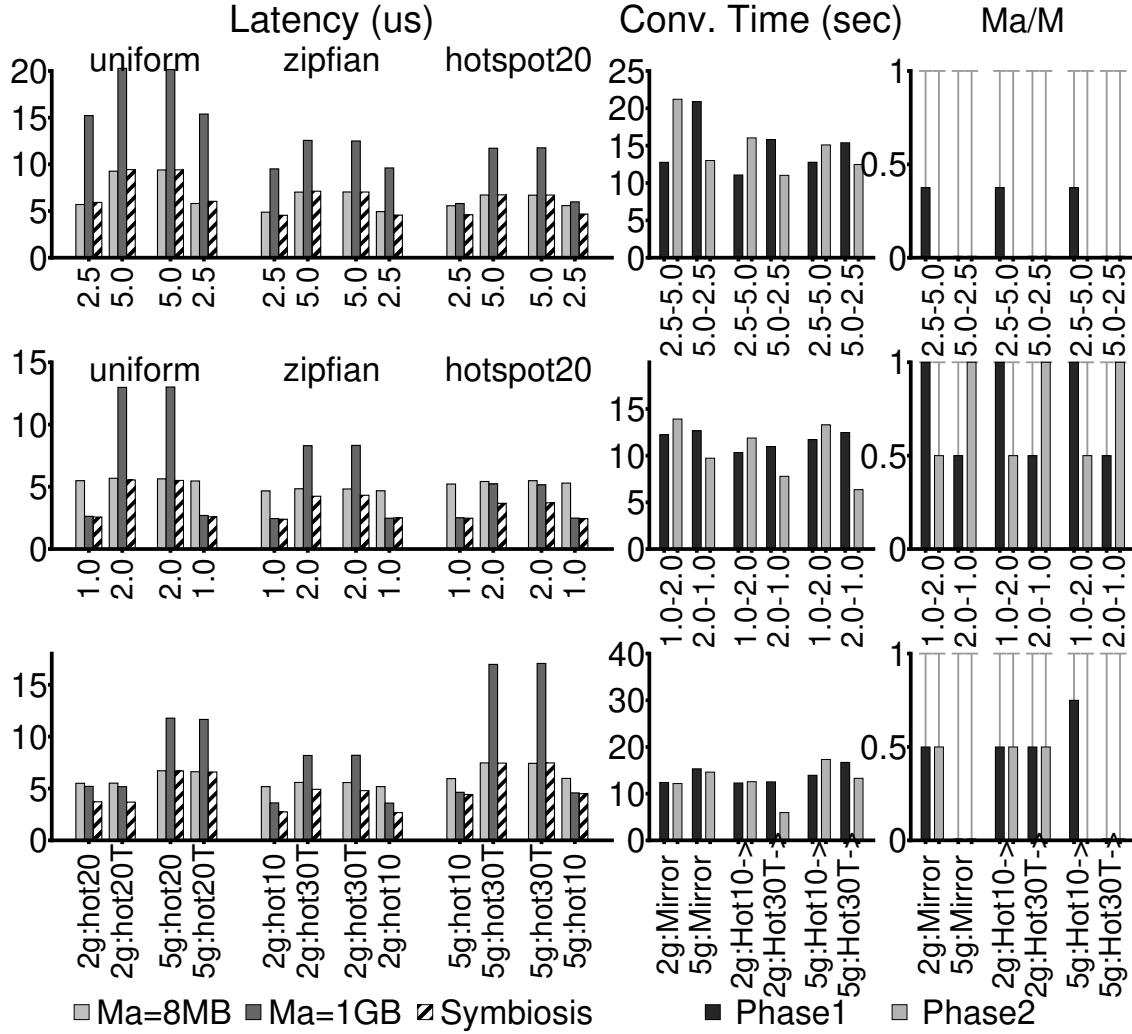 Latency (us) Conv. Time (sec) Ma/M
uniform zipfian hotspot20
20
15
10
5
0
25
20
15
10
5
0
1
0.5
0
2.5 5.0 5.0 2.5 2.5 5.0 5.0 2.5 2.5 5.0 5.0 2.5
2.5-5.0 5.0-2.5 2.5-5.0 5.0-2.5 2.5-5.0 5.0-2.5
2.5-5.0 5.0-2.5 2.5-5.0 5.0-2.5 2.5-5.0 5.0-2.5
uniform zipfian hotspot20
15
10
5
0
15
10
5
0
1
0.5
0
1.0 2.0 2.0 1.0 1.0 2.0 2.0 1.0 1.0 2.0 2.0 1.0
1.0-2.0 2.0-1.0 1.0-2.0 2.0-1.0 1.0-2.0 2.0-1.0
1.0-2.0 2.0-1.0 1.0-2.0 2.0-1.0 1.0-2.0 2.0-1.0
15
10
5
0
40
30
20
10
0
1
0.5
0
2g:hot20 2g:hot20T 5g:hot20 5g:hot20T 2g:hot10 2g:hot30T 2g:hot30T 2g:hot10 5g:hot10 5g:hot30T 5g:hot30T 5g:hot10
2g:Mirror 5g:Mirror 2g:Hot10-> 2g:Hot30T-> 5g:Hot10-> 5g:Hot30T->
2g:Mirror 5g:Mirror 2g:Hot10-> 2g:Hot30T-> 5g:Hot10-> 5g:Hot30T->
Ma=8MB Ma=1GB Symbiosis Phase1 Phase2